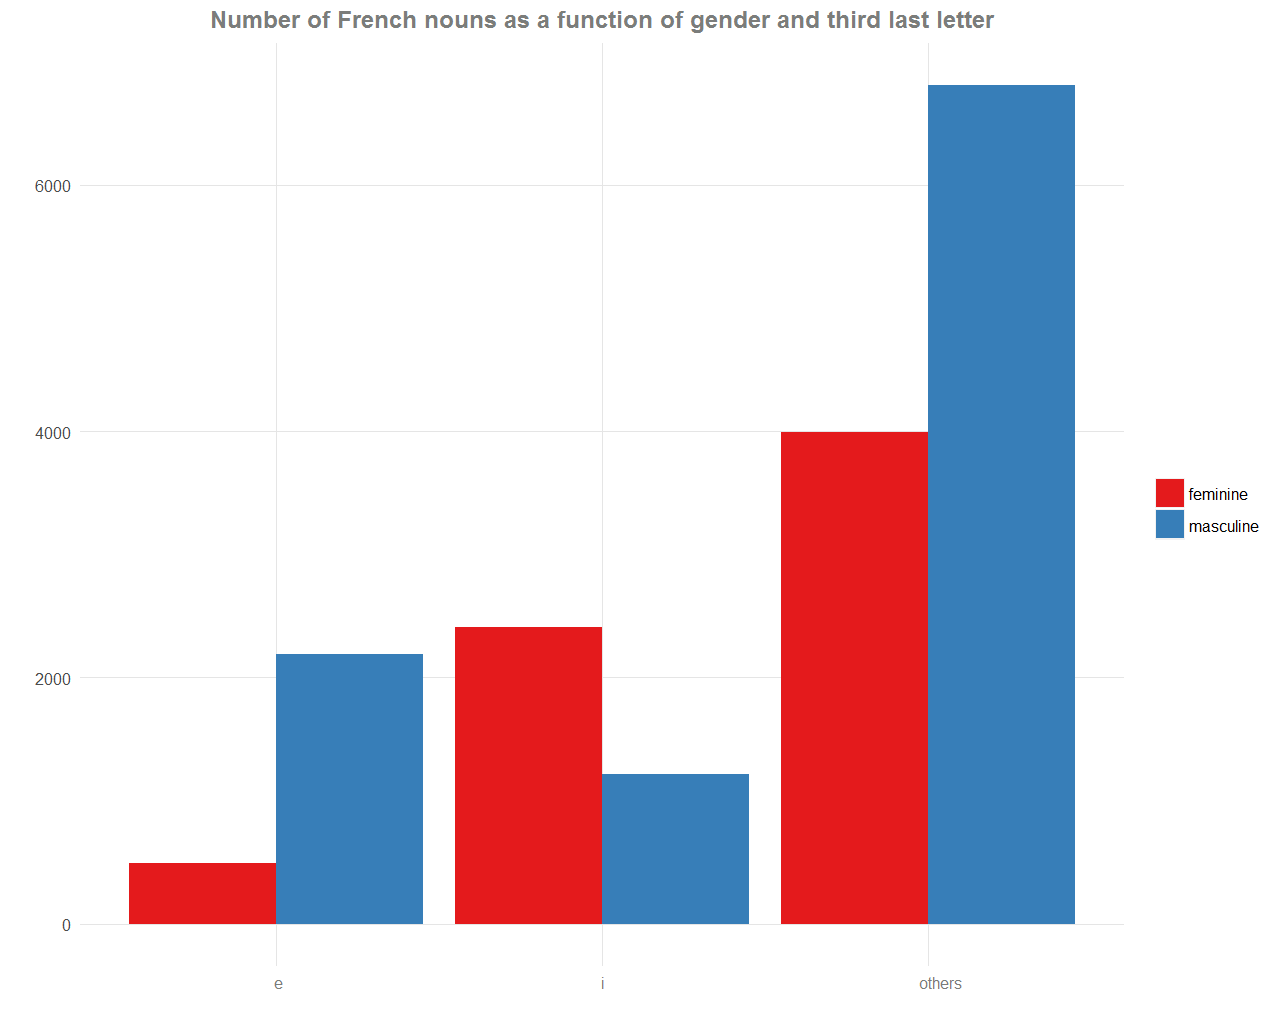 Number of French nouns as a function of gender and third last letter
6000
4000
2000
0
e
i
others
feminine
masculine